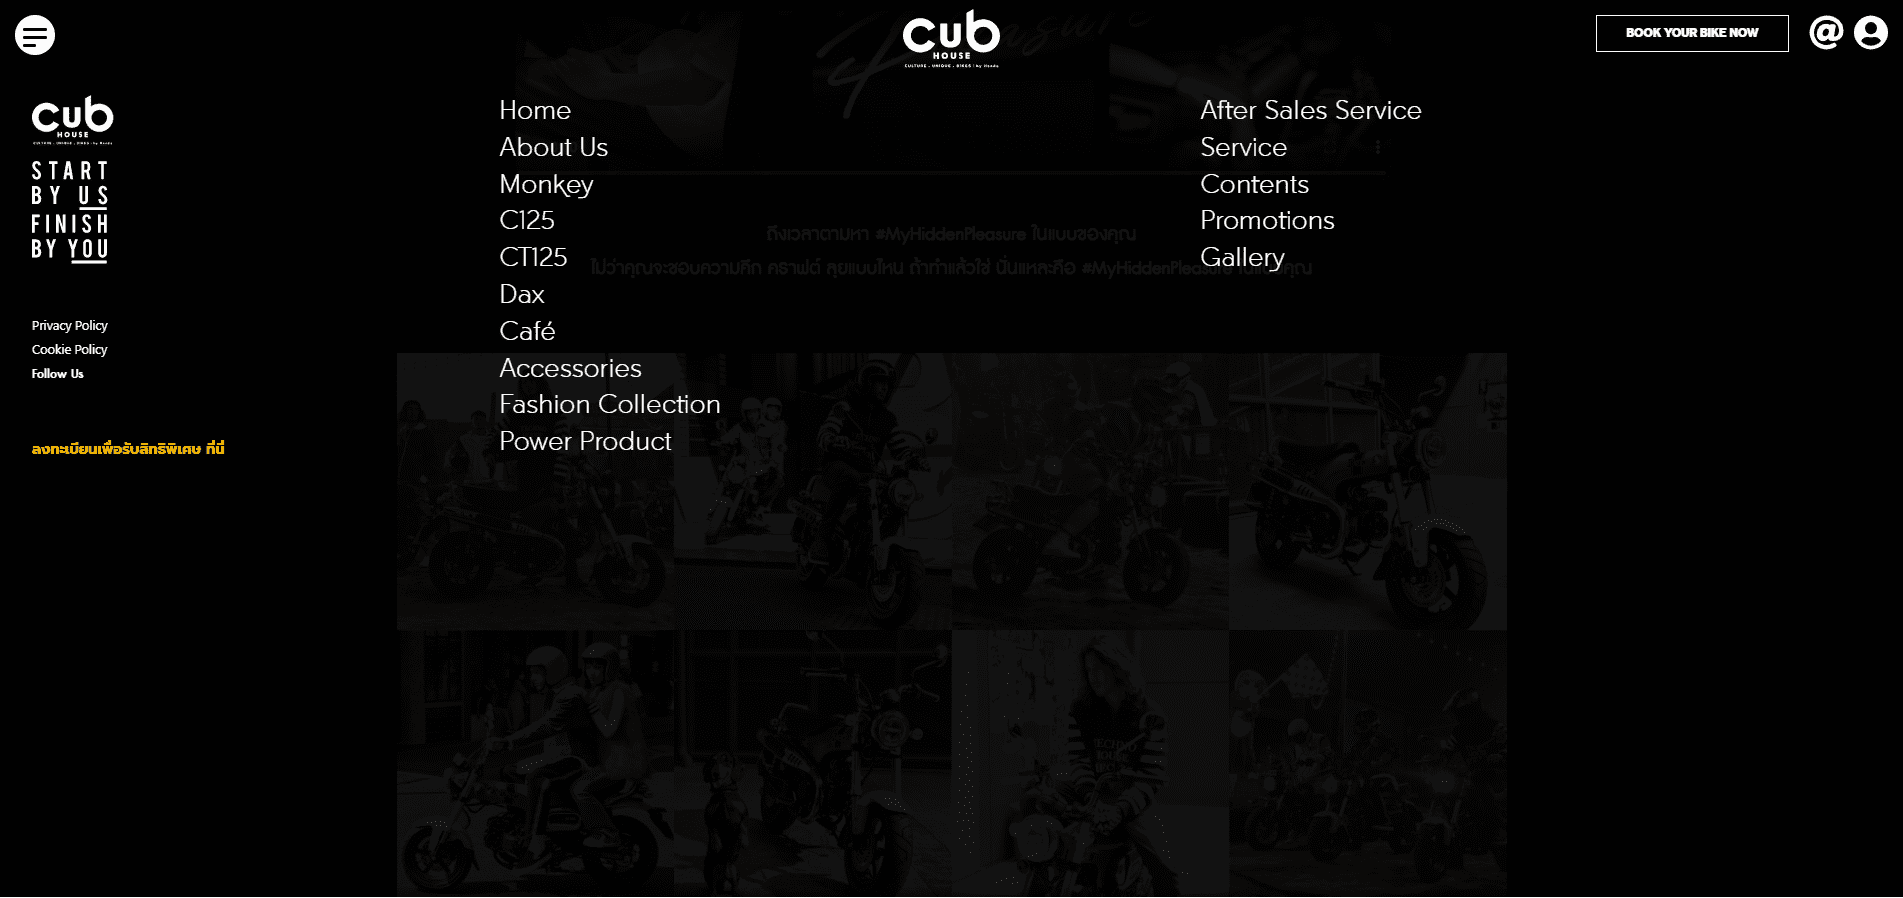 cub
HOUSE
CULTURE . UNIQUE . BIKES | by Honda
BOOK YOUR BIKE NOW
@
cub
HOUSE
CULTURE . UNIQUE . BIKES | by Honda
START
BY US
FINISH
BY YOU
Privacy Policy
Cookie Policy
Follow Us
ลงทะเบียนเพื่อรับสิทธิพิเศษ ที่นี่
Home
About Us
Monkey
C125
CT125
Dax
Café
Accessories
Fashion Collection
Power Product
After Sales Service
Service
Contents
Promotions
Gallery
Pleasure
ถึงเวลาตามหา #MyHiddenPleasure ในแบบของคุณ
ไม่ว่าคุณจะชอบความคึก คราฟต์ ลุยแบบไหน ถ้าทำแล้วใช่ นั่นแหละคือ #MyHiddenPleasure ในแบบคุณ